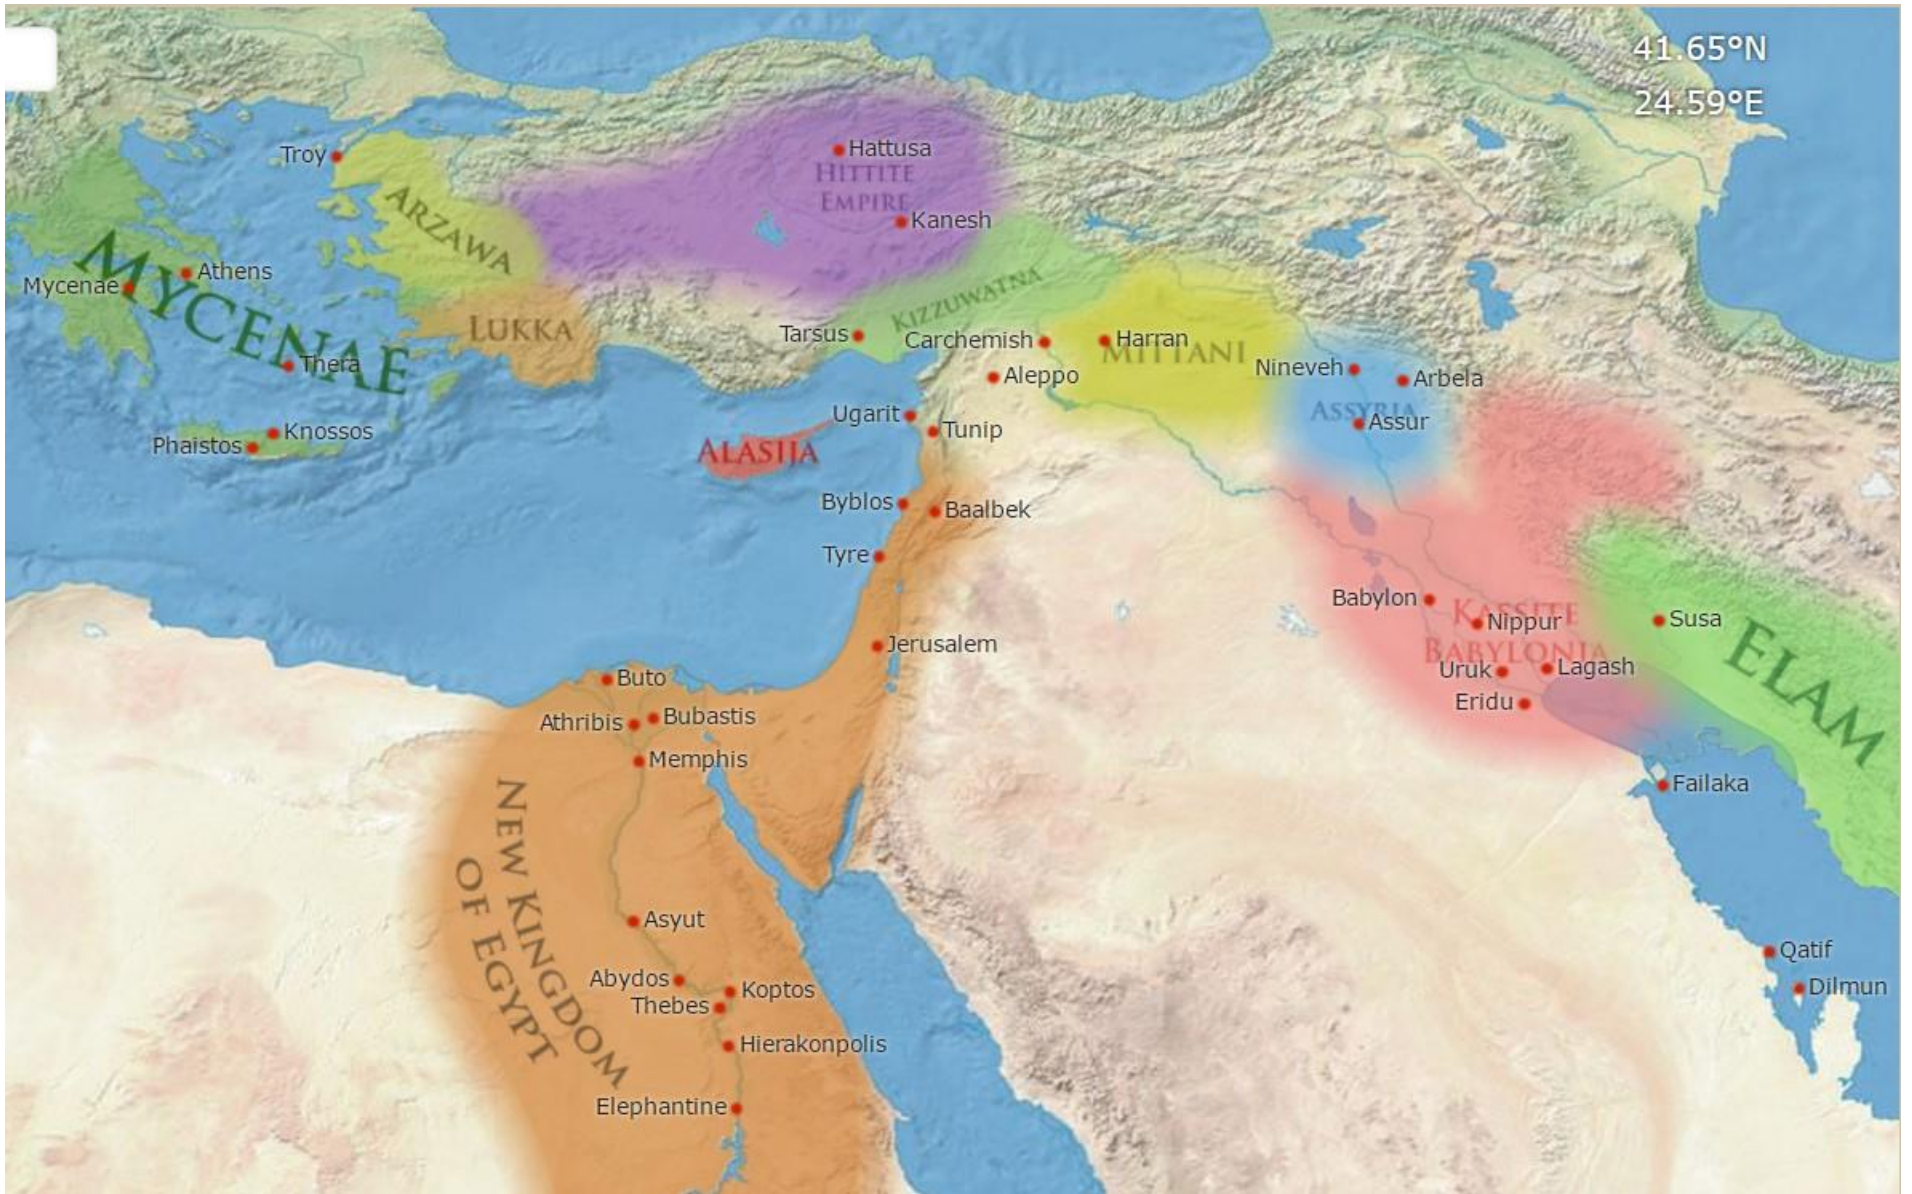 41.65°N
24.59°E
Troy
Hattusa
HITTITE
EMPIRE
Kanesh
ARZAWA
MYCENAE
Athens
Mycenae
LUKKA
KIZZUWATNA
Tarsus
Carchemish
Harran
MITTANI
Thera
Aleppo
Nineveh
Arbela
ASSYRIA
Assur
Ugarit
Tunip
Knossos
Phaistos
ALASIJA
Byblos
Baalbek
Tyre
Babylon
KASSITE
BABYLONIA
Nippur
Susa
ELAM
Jerusalem
Uruk
Lagash
Eridu
Buto
Athribis
Bubastis
Memphis
Failaka
NEW KINGDOM
OF EGYPT
Asyut
Qatif
Abydos
Koptos
Dilmun
Thebes
Hierakonpolis
Elephantine